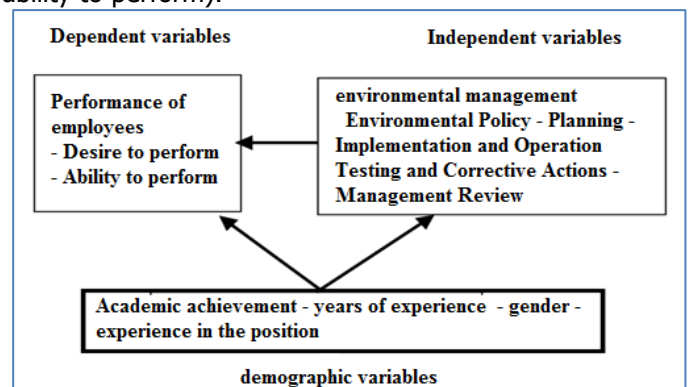 ability to perform).
Dependent variables
Independent variables
Performance of
employees
- Desire to perform
- Ability to perform
environmental management
Environmental Policy - Planning -
Implementation and Operation
Testing and Corrective Actions -
Management Review
Academic achievement - years of experience - gender -
experience in the position
demographic variables